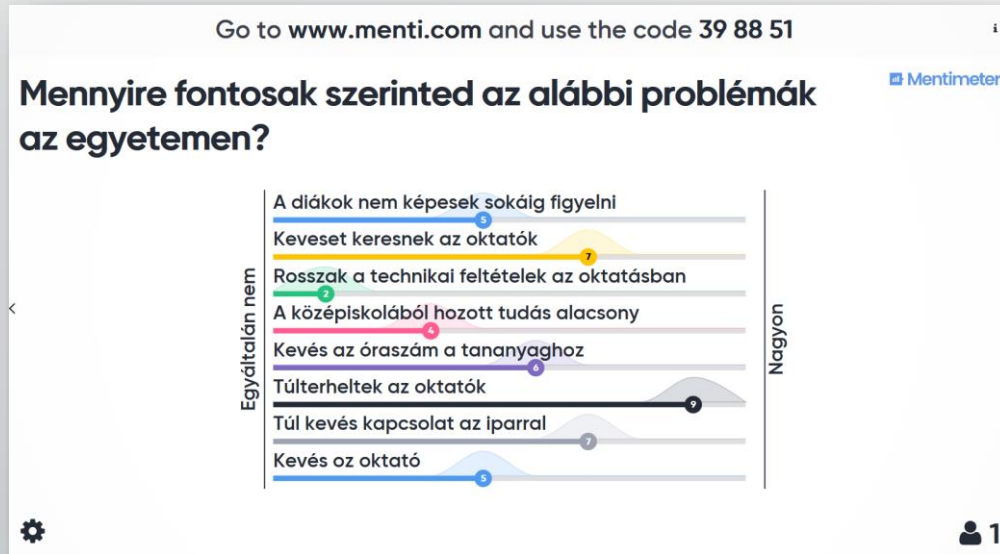 Go to www.menti.com and use the code 39 88 51
i
Mentimeter
Mennyire fontosak szerinted az alábbi problémák
az egyetemen?
Egyáltalán nem
A diákok nem képesek sokáig figyelni
5
Keveset keresnek az oktatók
7
Rosszak a technikai feltételek az oktatásban
2
A középiskolából hozott tudás alacsony
4
Kevés az óraszám a tananyaghoz
6
Túlterheltek az oktatók
9
Túl kevés kapcsolat az iparral
7
Kevés oz oktató
5
Nagyon
1